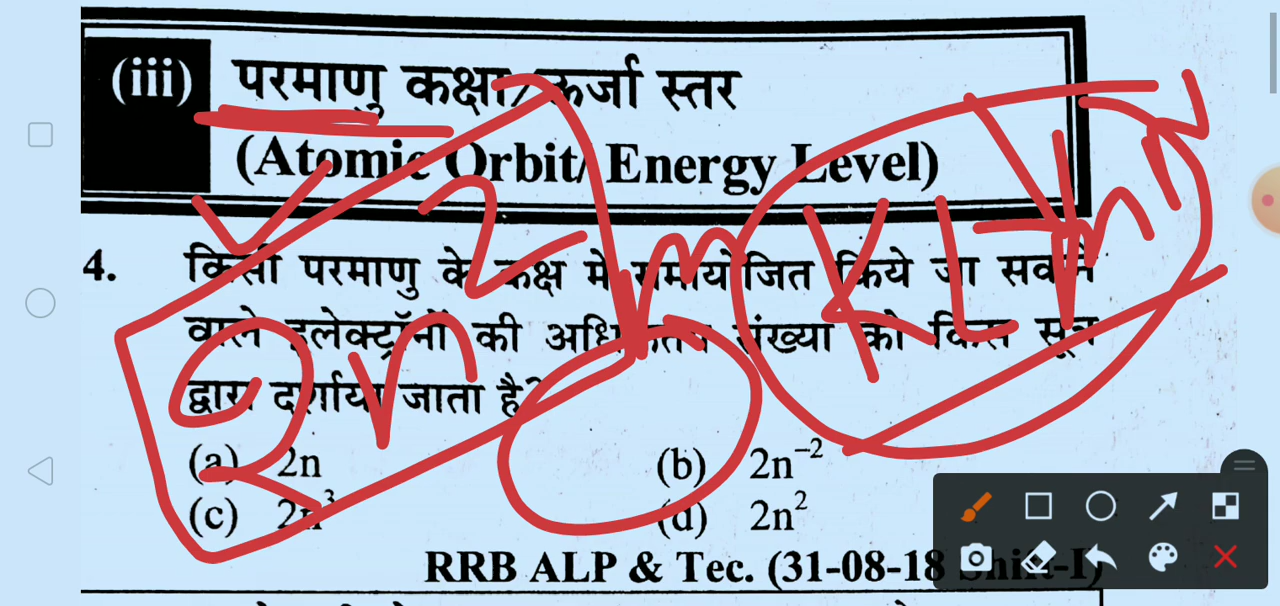 (iii) परमाणु कक्षा/ऊर्जा स्तर
(Atomic Orbit/ Energy Level)
4. किसी परमाणु के कक्ष में समायोजित किये जा सकने
वाले इलेक्ट्रॉनों की अधिकतम संख्या को किस सूत्र
द्वारा दर्शाया जाता है?
2n²
n
K L M N
(a) 2n (b) 2n⁻²
(c) 2n³ (d) 2n²
RRB ALP & Tec. (31-08-18 Shift-I)